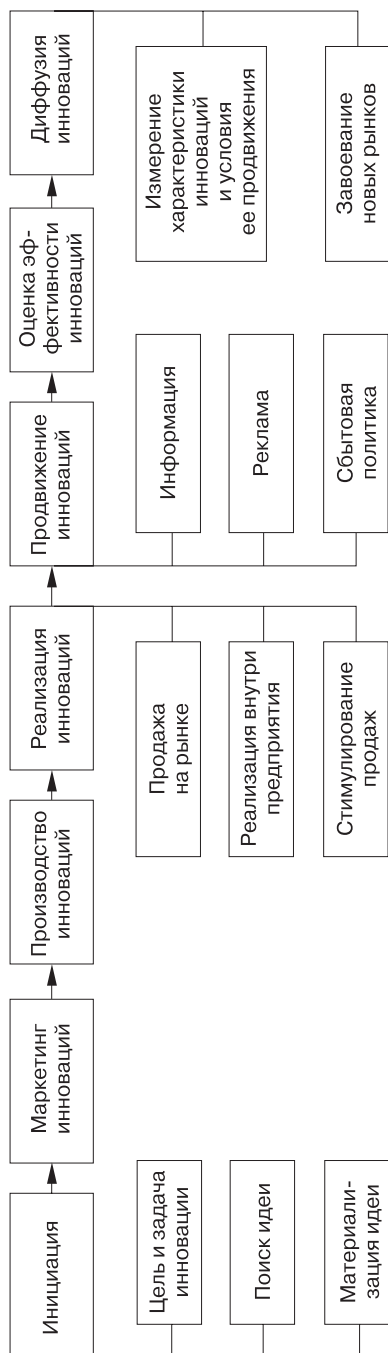 Инициация
Маркетинг
инноваций
Производство
инноваций
Реализация
инноваций
Продвижение
инноваций
Оценка эф-
фективности
инноваций
Диффузия
инноваций
Цель и задача
инновации
Поиск идеи
Материали-
зация идеи
Продажа
на рынке
Реализация внутри
предприятия
Стимулирование
продаж
Информация
Реклама
Сбытовая
политика
Измерение
характеристики
инноваций
и условия
ее продвижения
Завоевание
новых рынков